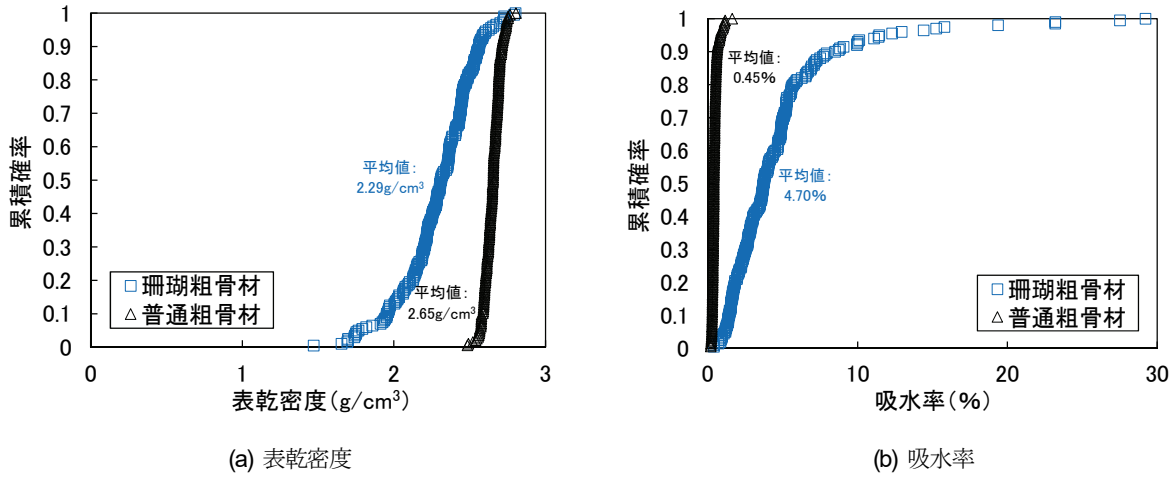 1
0.9
0.8
0.7
0.6
0.5
0.4
0.3
0.2
0.1
0
累積確率
平均値:
2.29g/cm³
平均値:
2.65g/cm³
珊瑚粗骨材
普通粗骨材
0 1 2 3
表乾密度(g/cm³)
(a) 表乾密度
1
0.9
0.8
0.7
0.6
0.5
0.4
0.3
0.2
0.1
0
累積確率
平均値:
0.45%
平均値:
4.70%
珊瑚粗骨材
普通粗骨材
0 10 20 30
吸水率(%)
(b) 吸水率